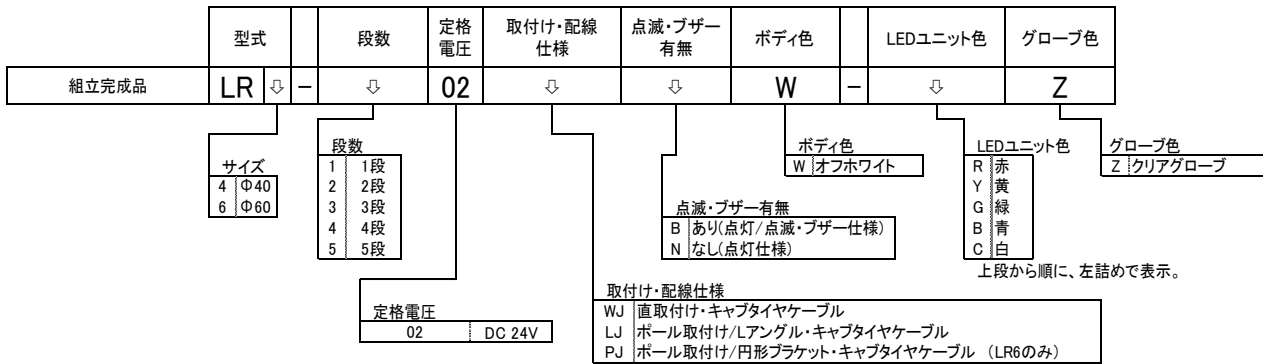 型式 段数 定格電圧 取付け・配線仕様 点滅・ブザー有無 ボディ色 LEDユニット色 グローブ色
組立完成品 LR ⇩ － ⇩ 02 ⇩ ⇩ W － ⇩ Z
サイズ
4 Φ40
6 Φ60
段数
1 1段
2 2段
3 3段
4 4段
5 5段
定格電圧
02 DC 24V
取付け・配線仕様
WJ 直取付け・キャブタイヤケーブル
LJ ポール取付け/Lアングル・キャブタイヤケーブル
PJ ポール取付け/円形ブラケット・キャブタイヤケーブル （LR6のみ）
点滅・ブザー有無
B あり(点灯/点滅・ブザー仕様)
N なし(点灯仕様)
ボディ色
W オフホワイト
LEDユニット色
R 赤
Y 黄
G 緑
B 青
C 白
上段から順に、左詰めで表示。
グローブ色
Z クリアグローブ